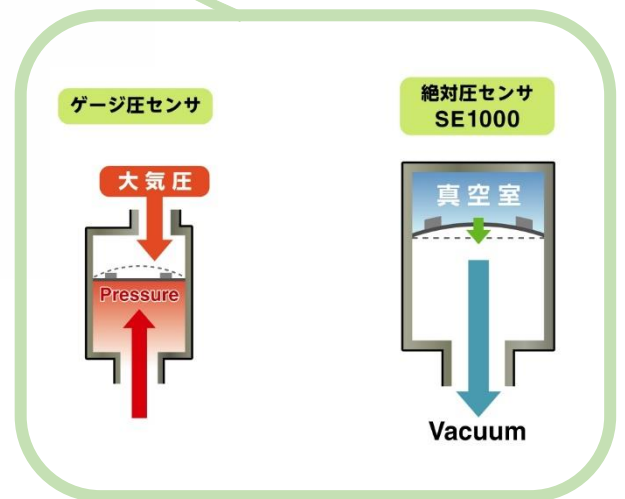 ゲージ圧センサ
絶対圧センサ
SE1000
大気圧
Pressure
真空室
Vacuum